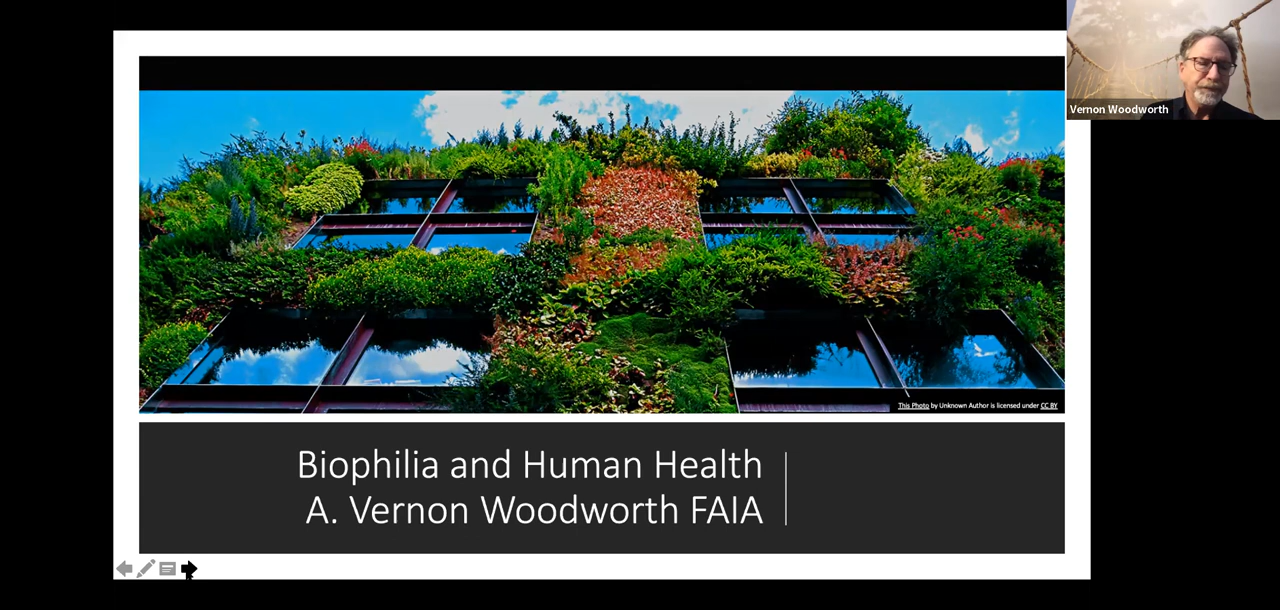 Vernon Woodworth
This Photo by Unknown Author is licensed under CC BY
Biophilia and Human Health
A. Vernon Woodworth FAIA